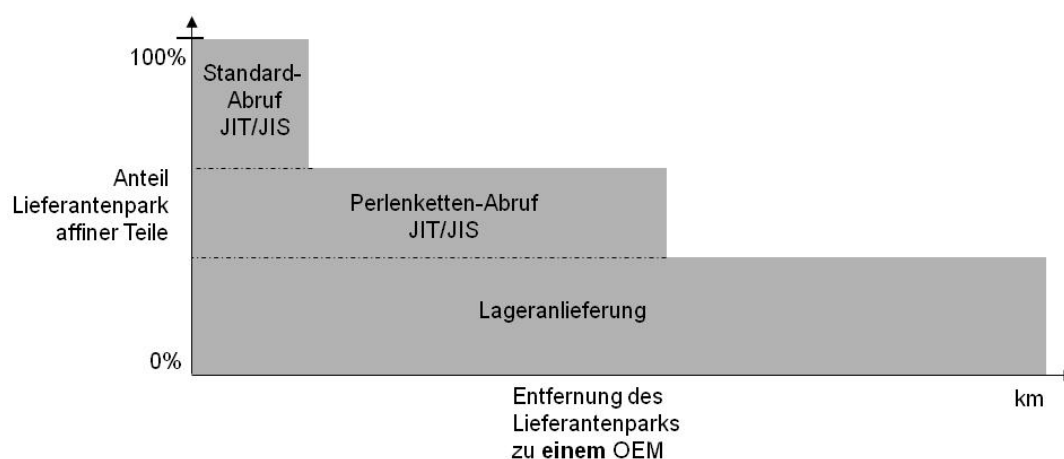 100%
Standard-
Abruf
JIT/JIS
Anteil
Lieferantenpark
affiner Teile
Perlenketten-Abruf
JIT/JIS
Lageranlieferung
0%
Entfernung des
Lieferantenparks
zu einem OEM
km